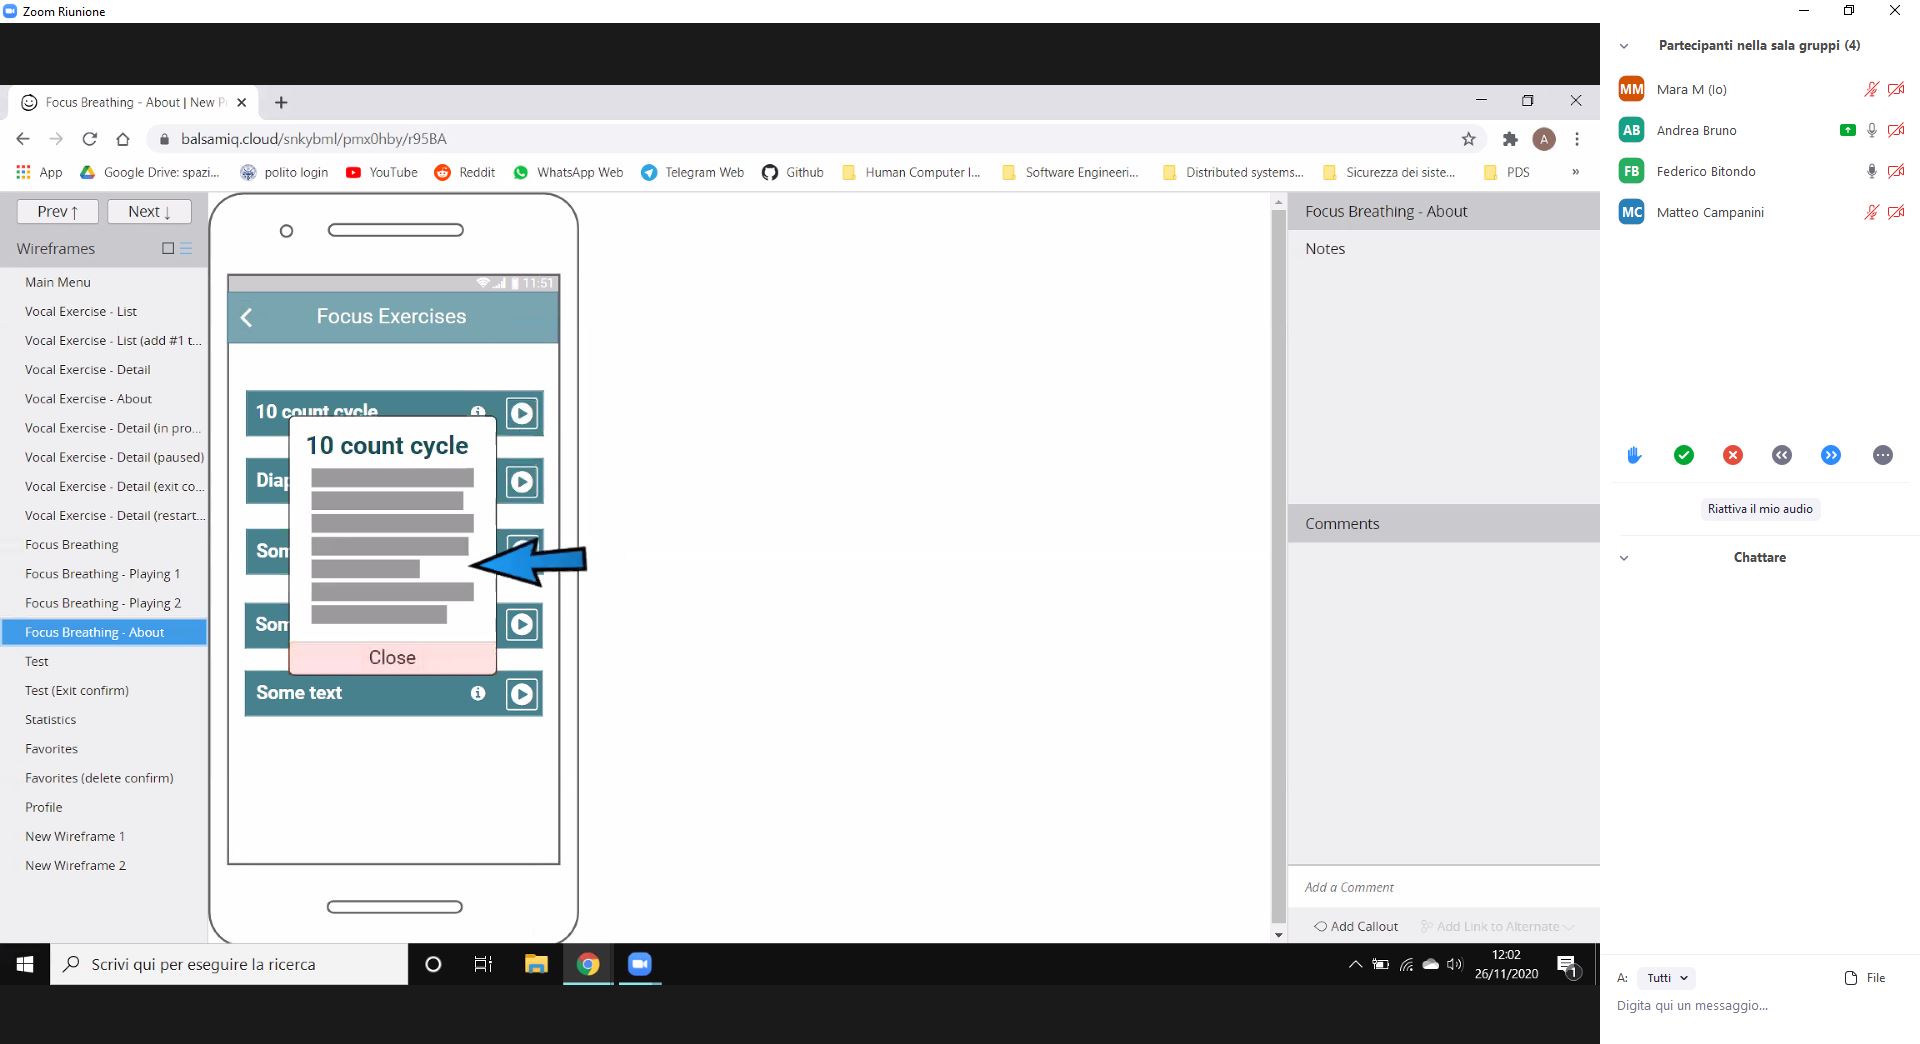 Zoom Riunione
Focus Breathing - About | New P
balsamiq.cloud/snkybml/pmx0hby/r95BA
A
App
Google Drive: spazi...
polito login
YouTube
Reddit
WhatsApp Web
Telegram Web
Github
Human Computer I...
Software Engineeri...
Distributed systems...
Sicurezza dei siste...
PDS
»
Prev ↑
Next ↓
Wireframes
Main Menu
Vocal Exercise - List
Vocal Exercise - List (add #1 t...
Vocal Exercise - Detail
Vocal Exercise - About
Vocal Exercise - Detail (in pro...
Vocal Exercise - Detail (paused)
Vocal Exercise - Detail (exit co...
Vocal Exercise - Detail (restart...
Focus Breathing
Focus Breathing - Playing 1
Focus Breathing - Playing 2
Focus Breathing - About
Test
Test (Exit confirm)
Statistics
Favorites
Favorites (delete confirm)
Profile
New Wireframe 1
New Wireframe 2
11:51
Focus Exercises
10 count cycle
10 count cycle
Diap
Som
Som
Close
Some text
Focus Breathing - About
Notes
Comments
Add a Comment
Add Callout
Add Link to Alternate
Scrivi qui per eseguire la ricerca
12:02
26/11/2020
1
Partecipanti nella sala gruppi (4)
MM Mara M (Io)
AB Andrea Bruno
FB Federico Bitondo
MC Matteo Campanini
Riattiva il mio audio
Chattare
A: Tutti
File
Digita qui un messaggio...